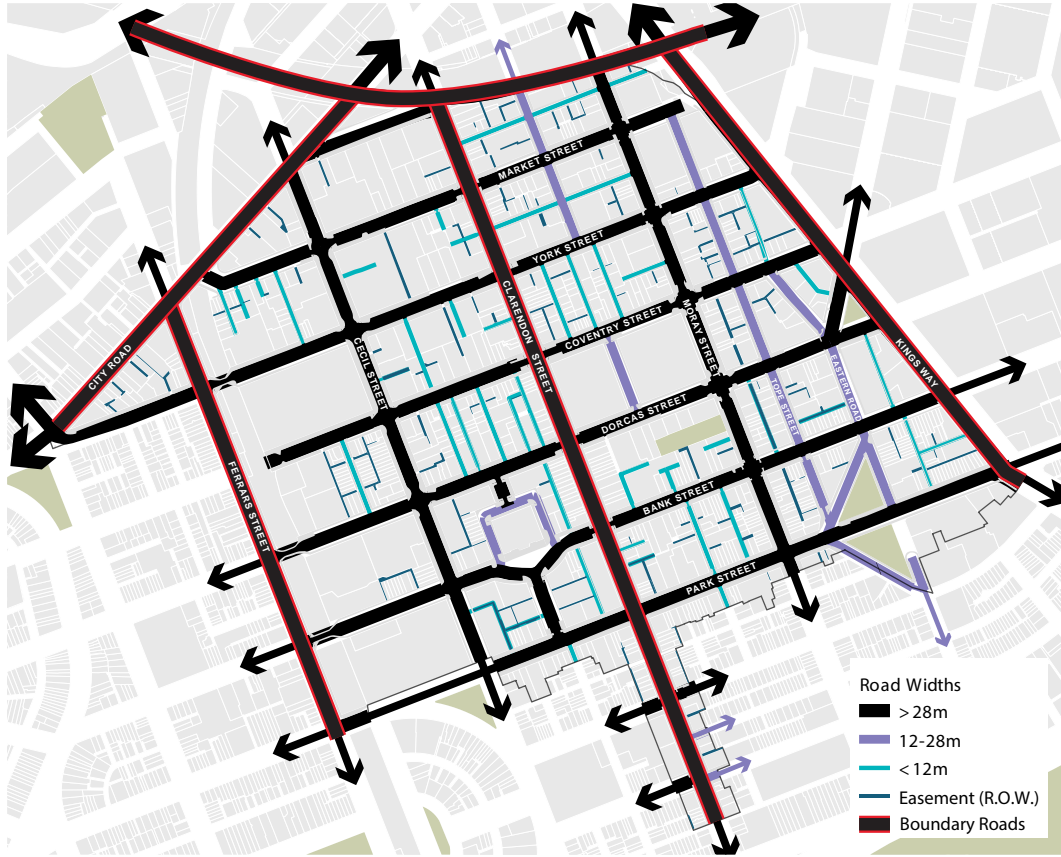 MARKET STREET
YORK STREET
CLARENDON STREET
COVENTRY STREET
MORAY STREET
CECIL STREET
CITY ROAD
KINGS WAY
DORCAS STREET
TOPE STREET
EASTERN ROAD
FERRARS STREET
BANK STREET
PARK STREET
Road Widths
>28m
12-28m
<12m
Easement (R.O.W.)
Boundary Roads